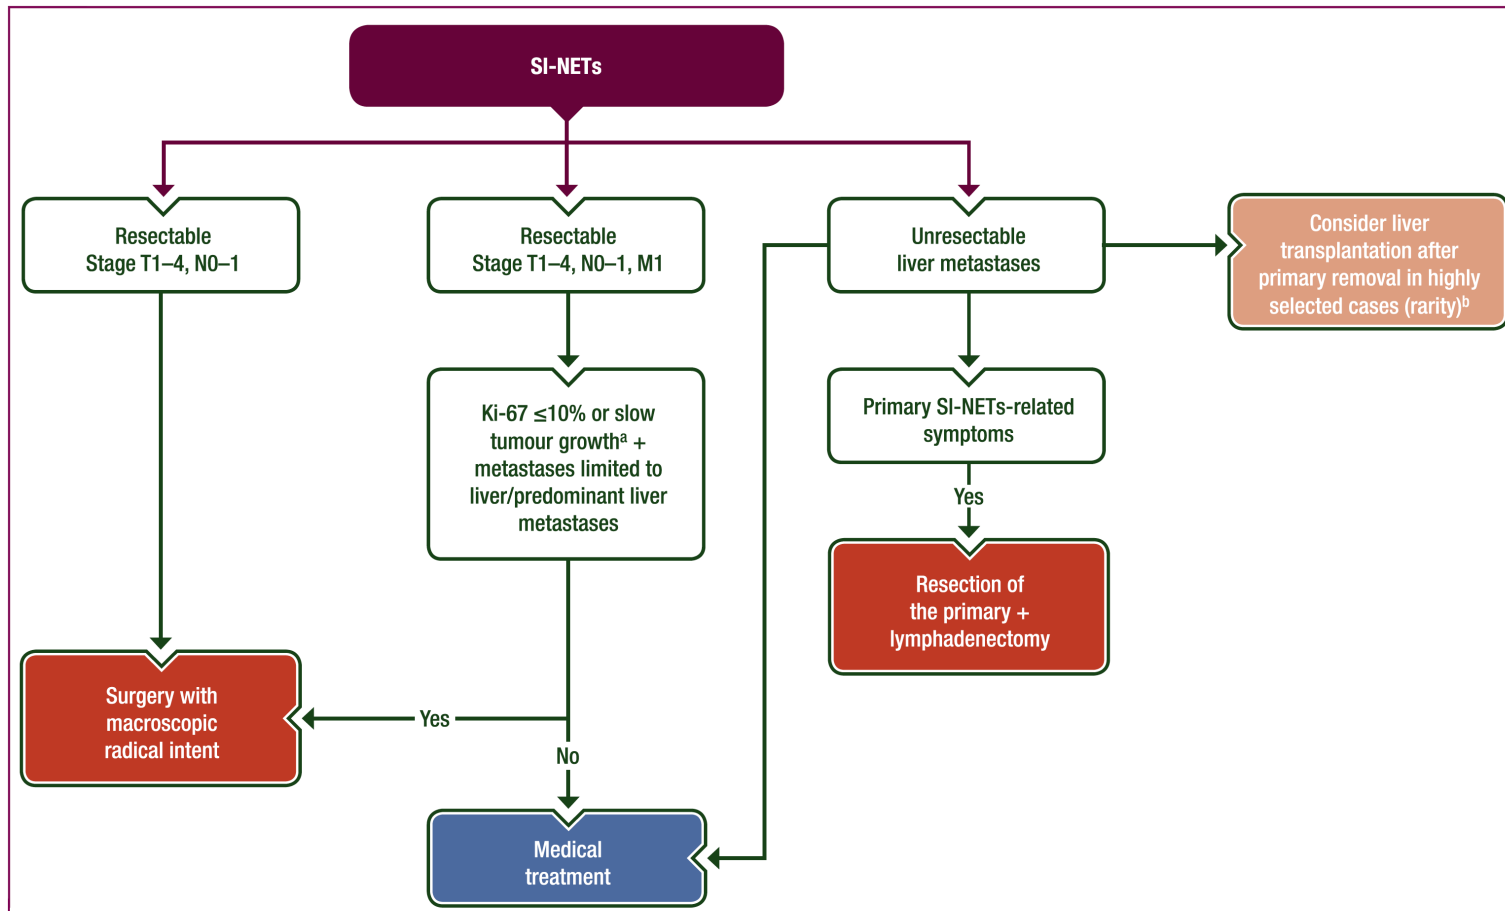 SI-NETs
Resectable
Stage T1–4, N0–1
Resectable
Stage T1–4, N0–1, M1
Unresectable
liver metastases
Consider liver
transplantation after
primary removal in highly
selected cases (rarity)ᵇ
Ki-67 ≤10% or slow
tumour growthᵃ +
metastases limited to
liver/predominant liver
metastases
Primary SI-NETs-related
symptoms
Yes
Resection of
the primary +
lymphadenectomy
Surgery with
macroscopic
radical intent
Yes
No
Medical
treatment